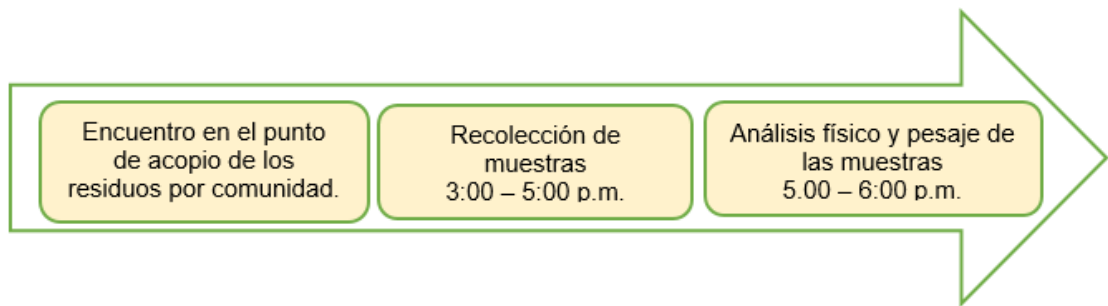 Encuentro en el punto
de acopio de los
residuos por comunidad.
Recolección de
muestras
3:00 – 5:00 p.m.
Análisis físico y pesaje de
las muestras
5.00 – 6:00 p.m.